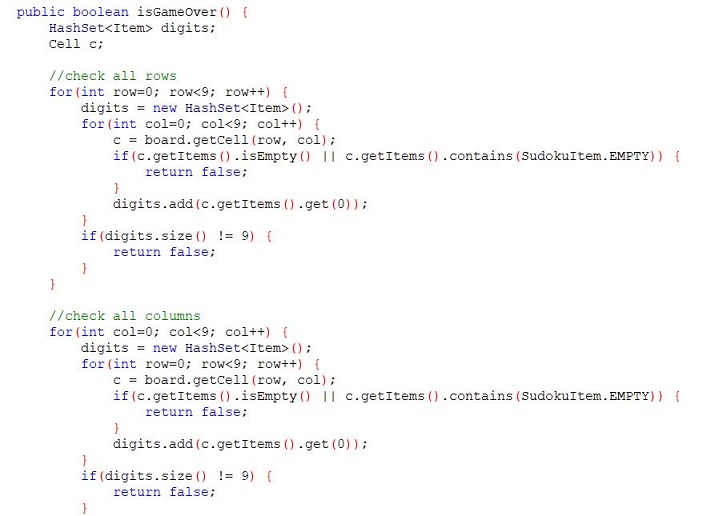 public boolean isGameOver() {
    HashSet<Item> digits;
    Cell c;

    //check all rows
    for(int row=0; row<9; row++) {
        digits = new HashSet<Item>();
        for(int col=0; col<9; col++) {
            c = board.getCell(row, col);
            if(c.getItems().isEmpty() || c.getItems().contains(SudokuItem.EMPTY)) {
                return false;
            }
            digits.add(c.getItems().get(0));
        }
        if(digits.size() != 9) {
            return false;
        }
    }

    //check all columns
    for(int col=0; col<9; col++) {
        digits = new HashSet<Item>();
        for(int row=0; row<9; row++) {
            c = board.getCell(row, col);
            if(c.getItems().isEmpty() || c.getItems().contains(SudokuItem.EMPTY)) {
                return false;
            }
            digits.add(c.getItems().get(0));
        }
        if(digits.size() != 9) {
            return false;
        }